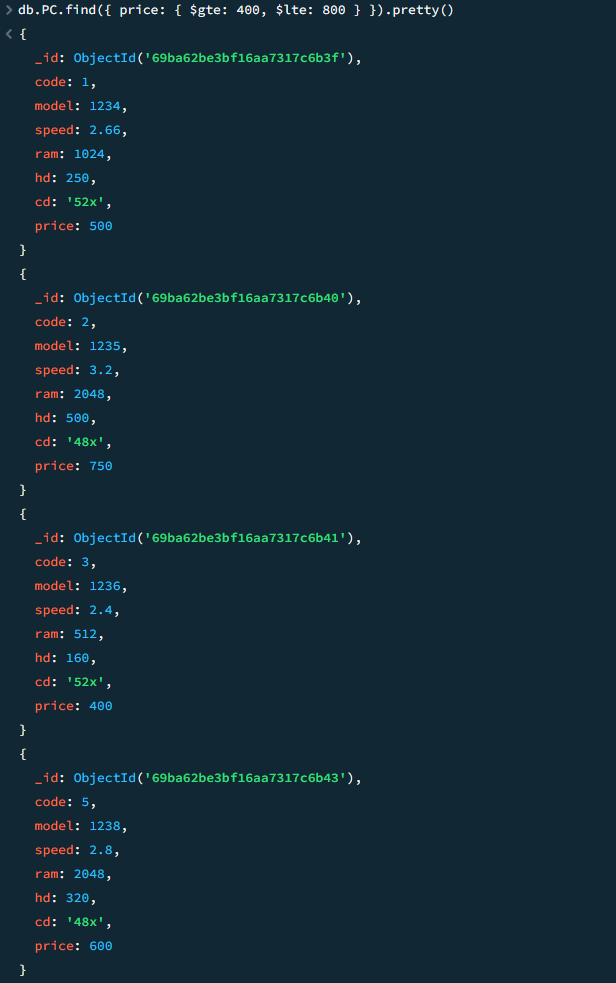 > db.PC.find({ price: { $gte: 400, $lte: 800 } }).pretty()
< {
_id: ObjectId('69ba62be3bf16aa7317c6b3f'),
code: 1,
model: 1234,
speed: 2.66,
ram: 1024,
hd: 250,
cd: '52x',
price: 500
}
{
_id: ObjectId('69ba62be3bf16aa7317c6b40'),
code: 2,
model: 1235,
speed: 3.2,
ram: 2048,
hd: 500,
cd: '48x',
price: 750
}
{
_id: ObjectId('69ba62be3bf16aa7317c6b41'),
code: 3,
model: 1236,
speed: 2.4,
ram: 512,
hd: 160,
cd: '52x',
price: 400
}
{
_id: ObjectId('69ba62be3bf16aa7317c6b43'),
code: 5,
model: 1238,
speed: 2.8,
ram: 2048,
hd: 320,
cd: '48x',
price: 600
}